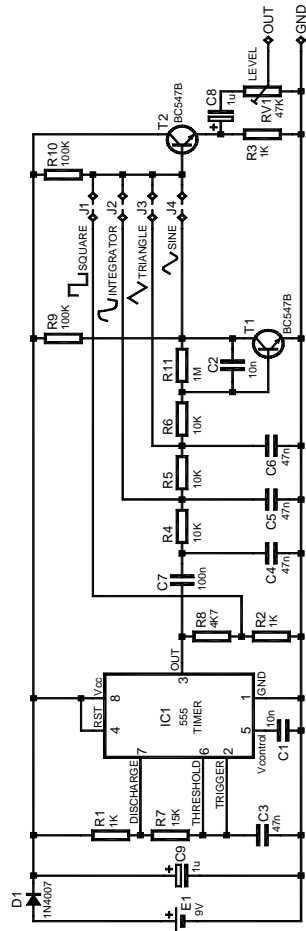 D1
1N4007
E1
9V
C9
1u
R1
1K
R7
15K
C3
47n
DISCHARGE
THRESHOLD
TRIGGER
7
6
2
RST
4
Vcc
8
IC1
555
TIMER
5
Vcontrol
1
GND
3
OUT
C1
10n
R8
4K7
R2
1K
C7
100n
R4
10K
R5
10K
R6
10K
R11
1M
C4
47n
C5
47n
C6
47n
C2
10n
T1
BC547B
R9
100K
R10
100K
SQUARE
J1
INTEGRATOR
J2
TRIANGLE
J3
SINE
J4
T2
BC547B
C8
1u
R3
1K
LEVEL
RV1
47K
OUT
GND